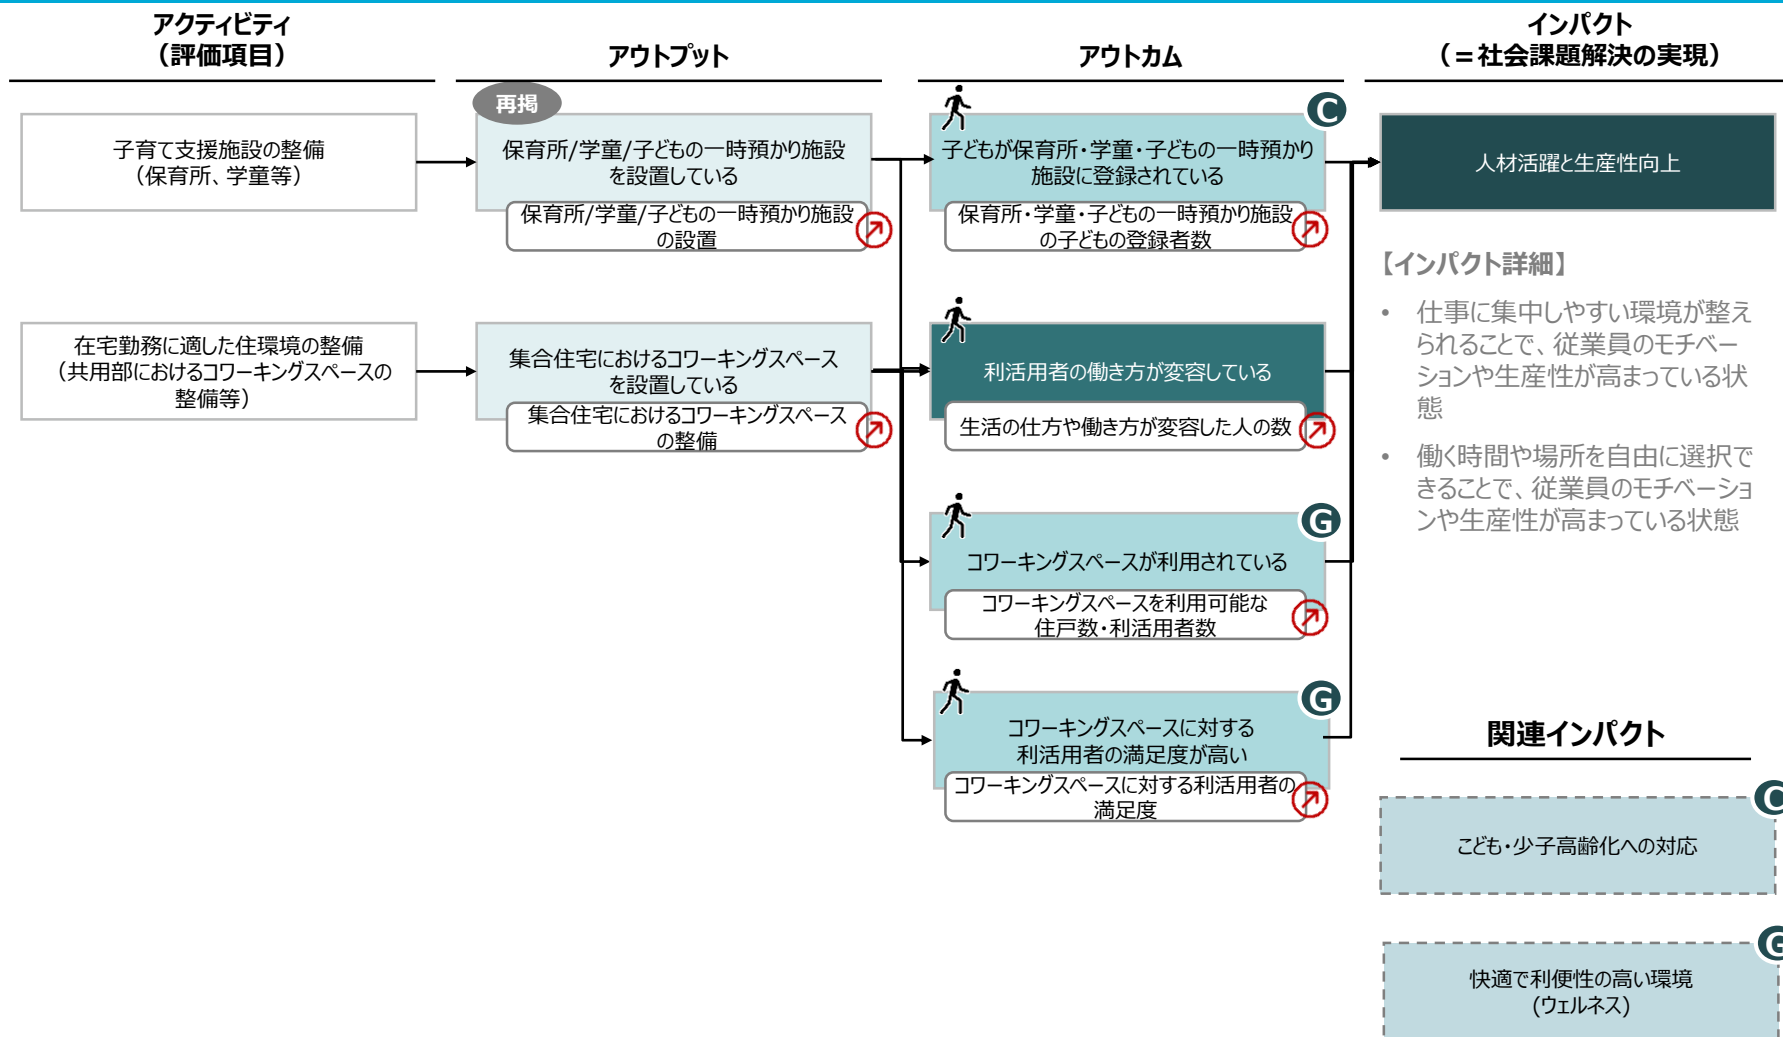 アクティビティ
（評価項目）
アウトプット
アウトカム
インパクト
（＝社会課題解決の実現）
子育て支援施設の整備
（保育所、学童等）
再掲
保育所/学童/子どもの一時預かり施設
を設置している
保育所/学童/子どもの一時預かり施設
の設置
C
子どもが保育所・学童・子どもの一時預かり
施設に登録されている
保育所・学童・子どもの一時預かり施設
の子どもの登録者数
人材活躍と生産性向上
【インパクト詳細】
• 仕事に集中しやすい環境が整え
られることで、従業員のモチベー
ションや生産性が高まっている状
態
• 働く時間や場所を自由に選択で
きることで、従業員のモチベーショ
ンや生産性が高まっている状態
在宅勤務に適した住環境の整備
（共用部におけるコワーキングスペースの
整備等）
集合住宅におけるコワーキングスペース
を設置している
集合住宅におけるコワーキングスペース
の整備
利活用者の働き方が変容している
生活の仕方や働き方が変容した人の数
G
コワーキングスペースが利用されている
コワーキングスペースを利用可能な
住戸数・利活用者数
G
コワーキングスペースに対する
利活用者の満足度が高い
コワーキングスペースに対する利活用者の
満足度
関連インパクト
C
こども・少子高齢化への対応
G
快適で利便性の高い環境
(ウェルネス)